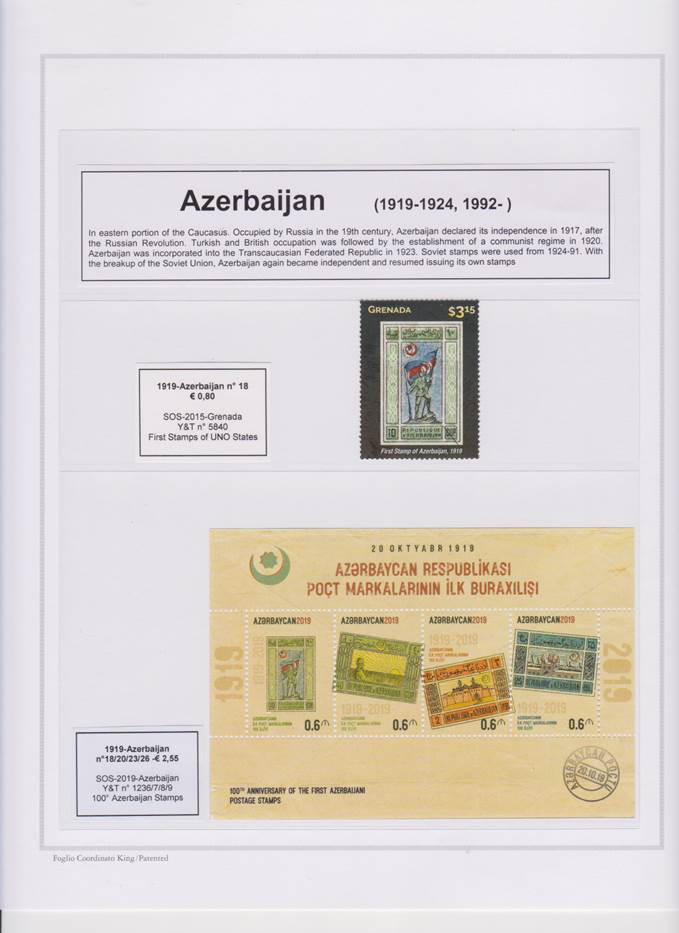 Azerbaijan (1919-1924, 1992- )
In eastern portion of the Caucasus. Occupied by Russia in the 19th century, Azerbaijan declared its independence in 1917, after
the Russian Revolution. Turkish and British occupation was followed by the establishment of a communist regime in 1920.
Azerbaijan was incorporated into the Transcaucasian Federated Republic in 1923. Soviet stamps were used from 1924-91. With
the breakup of the Soviet Union, Azerbaijan again became independent and resumed issuing its own stamps
GRENADA $3.15
10 REPUBLIQUE
D'AZERBAIDJAN
First Stamp of Azerbaijan, 1919
1919-Azerbaijan n° 18
€ 0,80
SOS-2015-Grenada
Y&T n° 5840
First Stamps of UNO States
20 OKTYABR 1919
AZƏRBAYCAN RESPUBLİKASI
POÇT MARKALARININ İLK BURAXILIŞI
AZƏRBAYCAN2019
AZƏRBAYCAN2019
AZƏRBAYCAN2019
AZƏRBAYCAN2019
1919
1919-2019
1919-2019
1919-2019
1919-2019
2019
0.6
0.6
0.6
0.6
AZƏRBAYCAN POÇTU
20.10.19
100TH ANNIVERSARY OF THE FIRST AZERBAIJANI
POSTAGE STAMPS
1919-Azerbaijan
n°18/20/23/26 -€ 2,55
SOS-2019-Azerbaijan
Y&T n° 1236/7/8/9
100° Azerbaijan Stamps
Foglio Coordinato King/Patented